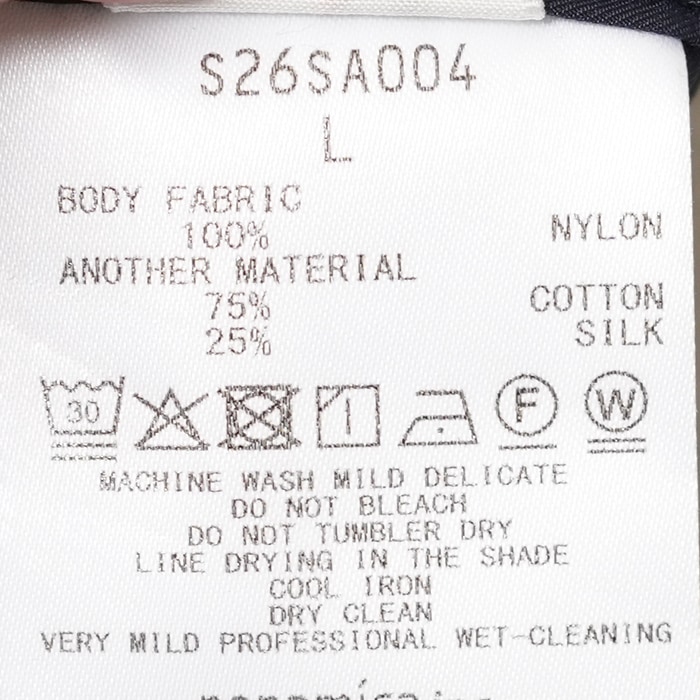 S26SA004
L
BODY FABRIC
100% NYLON
ANOTHER MATERIAL
75% COTTON
25% SILK
30 F W
MACHINE WASH MILD DELICATE
DO NOT BLEACH
DO NOT TUMBLER DRY
LINE DRYING IN THE SHADE
COOL IRON
DRY CLEAN
VERY MILD PROFESSIONAL WET-CLEANING